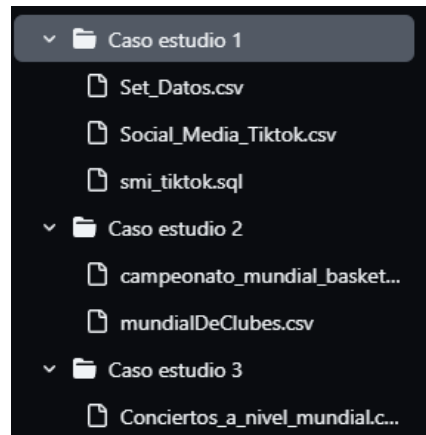 Caso estudio 1
Set_Datos.csv
Social_Media_Tiktok.csv
smi_tiktok.sql
Caso estudio 2
campeonato_mundial_basket...
mundialDeClubes.csv
Caso estudio 3
Conciertos_a_nivel_mundial.c...